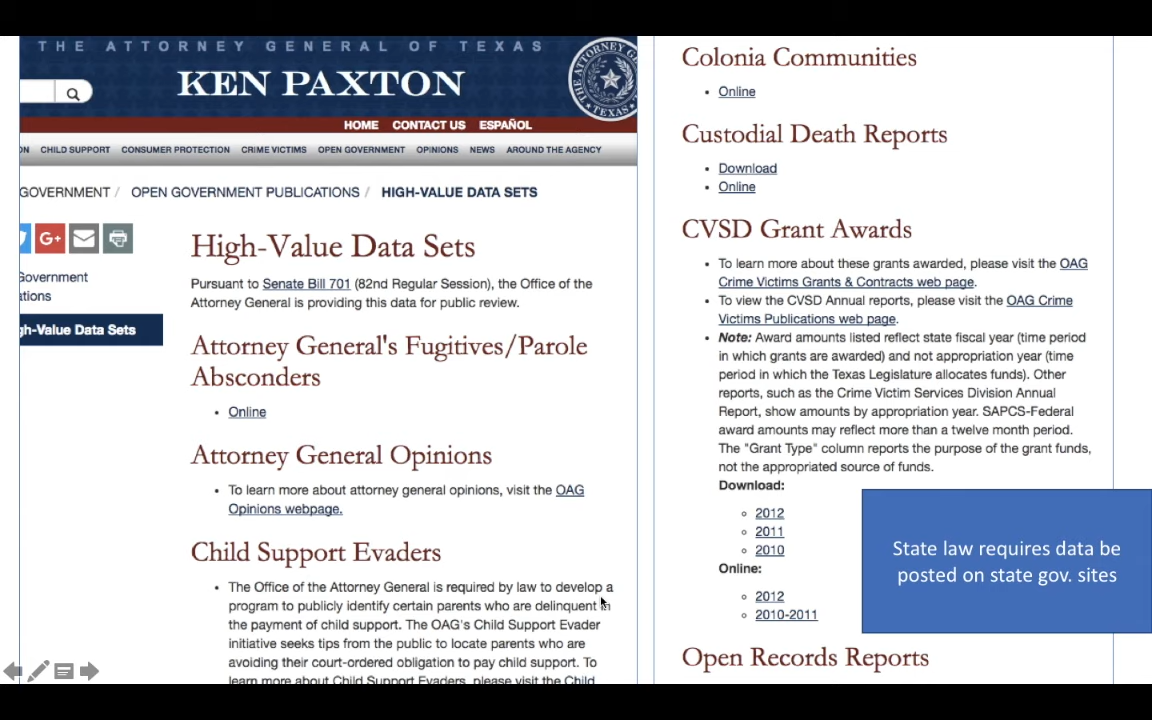 THE ATTORNEY GENERAL OF TEXAS
KEN PAXTON
HOME CONTACT US ESPAÑOL
ON CHILD SUPPORT CONSUMER PROTECTION CRIME VICTIMS OPEN GOVERNMENT OPINIONS NEWS AROUND THE AGENCY
GOVERNMENT / OPEN GOVERNMENT PUBLICATIONS / HIGH-VALUE DATA SETS
G+
Government
ations
gh-Value Data Sets
High-Value Data Sets
Pursuant to Senate Bill 701 (82nd Regular Session), the Office of the
Attorney General is providing this data for public review.
Attorney General's Fugitives/Parole
Absconders
• Online
Attorney General Opinions
• To learn more about attorney general opinions, visit the OAG
Opinions webpage.
Child Support Evaders
• The Office of the Attorney General is required by law to develop a
program to publicly identify certain parents who are delinquent in
the payment of child support. The OAG's Child Support Evader
initiative seeks tips from the public to locate parents who are
avoiding their court-ordered obligation to pay child support. To
learn more about Child Support Evaders, please visit the Child
Colonia Communities
• Online
Custodial Death Reports
• Download
• Online
CVSD Grant Awards
• To learn more about these grants awarded, please visit the OAG
Crime Victims Grants & Contracts web page.
• To view the CVSD Annual reports, please visit the OAG Crime
Victims Publications web page.
• Note: Award amounts listed reflect state fiscal year (time period
in which grants are awarded) and not appropriation year (time
period in which the Texas Legislature allocates funds). Other
reports, such as the Crime Victim Services Division Annual
Report, show amounts by appropriation year. SAPCS-Federal
award amounts may reflect more than a twelve month period.
The "Grant Type" column reports the purpose of the grant funds,
not the appropriated source of funds.
Download:
2012
2011
2010
Online:
2012
2010-2011
Open Records Reports
State law requires data be
posted on state gov. sites